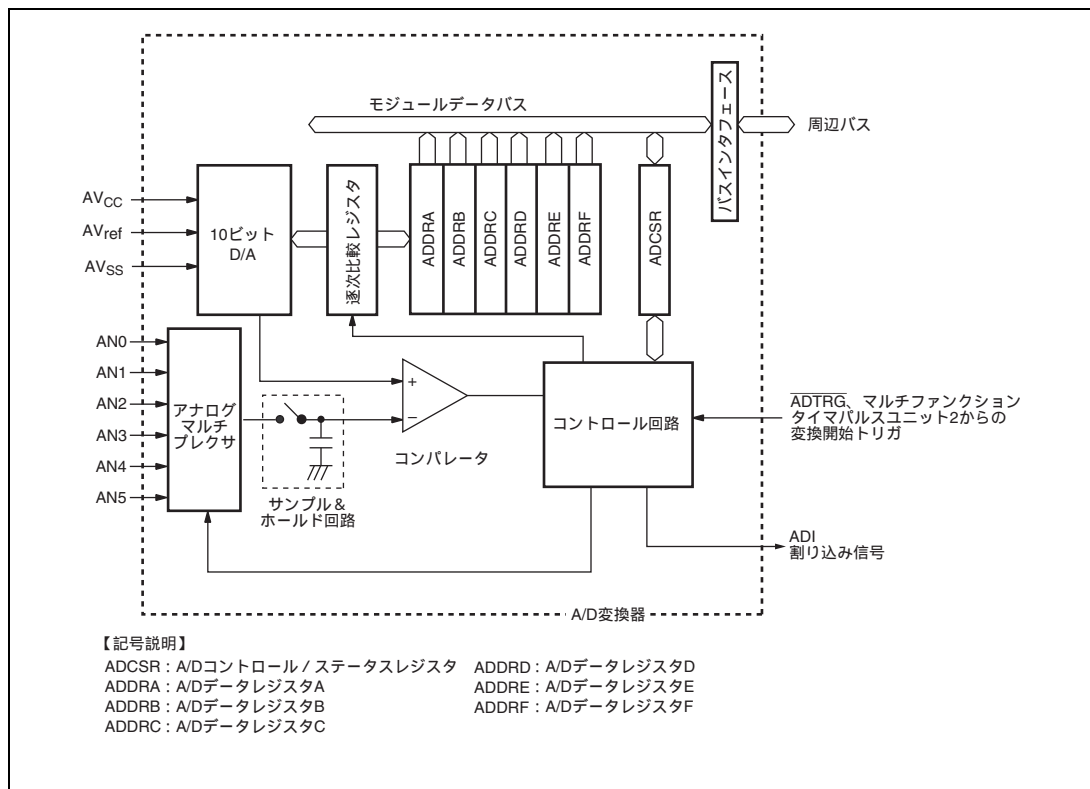 モジュールデータバス
バスインタフェース
周辺バス
AVCC
AVref
AVSS
10ビット
D/A
逐次比較レジスタ
ADDRA
ADDRB
ADDRC
ADDRD
ADDRE
ADDRF
ADCSR
AN0
AN1
AN2
AN3
AN4
AN5
アナログ
マルチ
プレクサ
+
−
コンパレータ
サンプル&
ホールド回路
コントロール回路
ADTRG、マルチファンクション
タイマパルスユニット2からの
変換開始トリガ
ADI
割り込み信号
A/D変換器
【記号説明】
ADCSR:A/Dコントロール / ステータスレジスタ
ADDRA:A/DデータレジスタA
ADDRB:A/DデータレジスタB
ADDRC:A/DデータレジスタC
ADDRD:A/DデータレジスタD
ADDRE:A/DデータレジスタE
ADDRF:A/DデータレジスタF